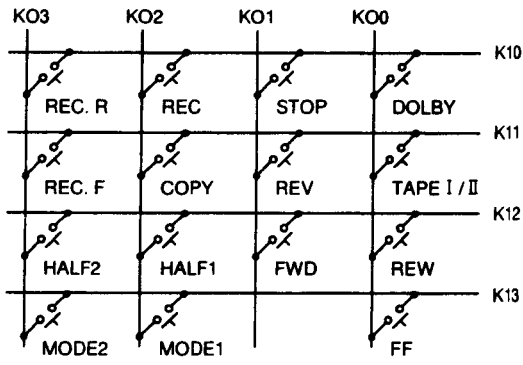 KO3 KO2 KO1 KO0
K10
REC. R REC STOP DOLBY
K11
REC. F COPY REV TAPE I / II
K12
HALF2 HALF1 FWD REW
K13
MODE2 MODE1 FF